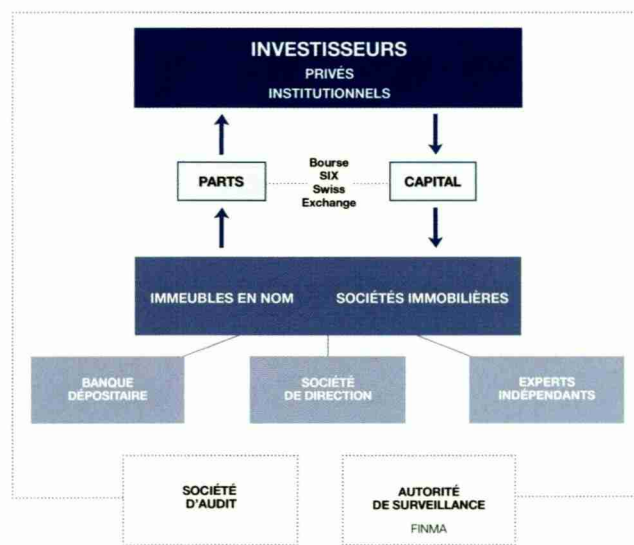 INVESTISSEURS
PRIVÉS
INSTITUTIONNELS
PARTS
Bourse
SIX
Swiss
Exchange
CAPITAL
IMMEUBLES EN NOM
SOCIÉTÉS IMMOBILIÈRES
BANQUE
DÉPOSITAIRE
SOCIÉTÉ
DE DIRECTION
EXPERTS
INDÉPENDANTS
SOCIÉTÉ
D'AUDIT
AUTORITÉ
DE SURVEILLANCE
FINMA